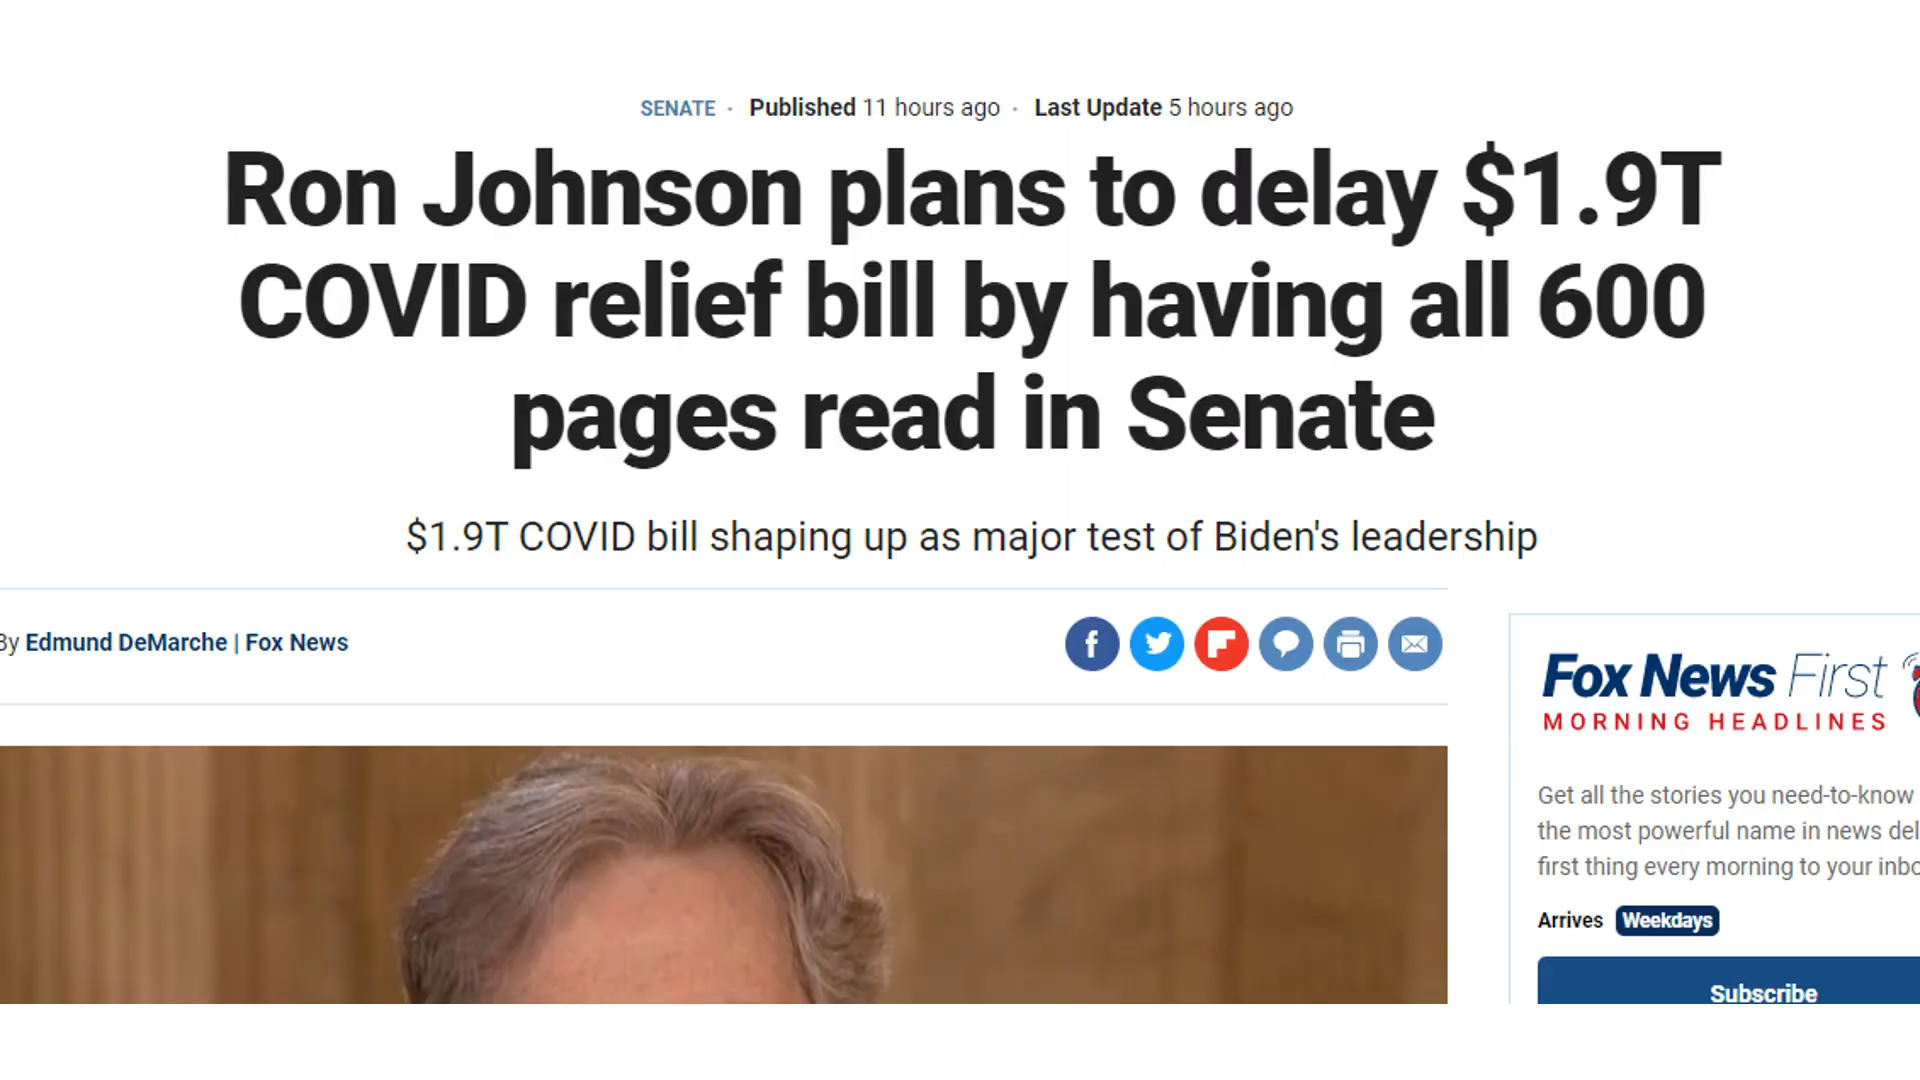 SENATE · Published 11 hours ago · Last Update 5 hours ago
Ron Johnson plans to delay $1.9T
COVID relief bill by having all 600
pages read in Senate
$1.9T COVID bill shaping up as major test of Biden's leadership
By Edmund DeMarche | Fox News
f
Fox News First
MORNING HEADLINES
Get all the stories you need-to-know
the most powerful name in news del
first thing every morning to your inbo
Arrives Weekdays
Subscribe